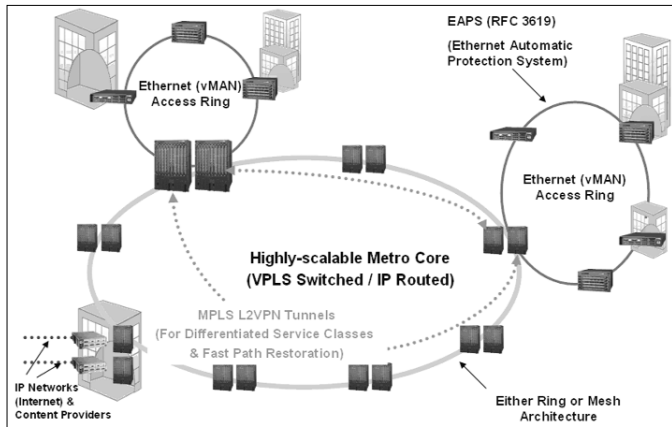 EAPS (RFC 3619)
(Ethernet Automatic
Protection System)
Ethernet (vMAN)
Access Ring
Ethernet (vMAN)
Access Ring
Highly-scalable Metro Core
(VPLS Switched / IP Routed)
MPLS L2VPN Tunnels
(For Differentiated Service Classes
& Fast Path Restoration)
IP Networks
(Internet) &
Content Providers
Either Ring or Mesh
Architecture